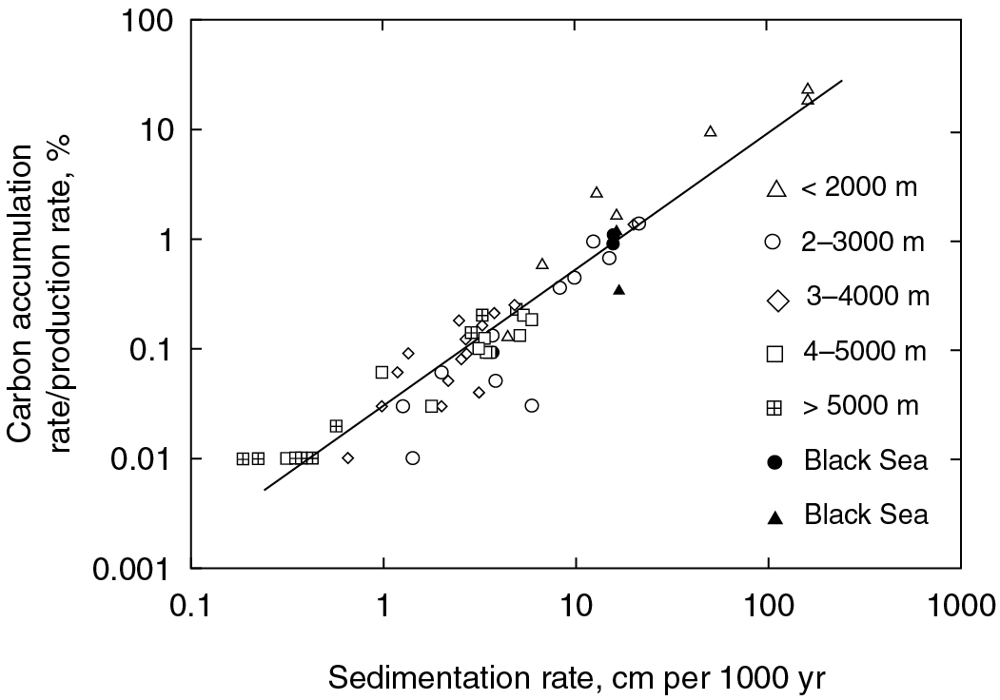 100
10
1
0.1
0.01
0.001
Carbon accumulation
rate/production rate, %
< 2000 m
2–3000 m
3–4000 m
4–5000 m
> 5000 m
Black Sea
Black Sea
0.1 1 10 100 1000
Sedimentation rate, cm per 1000 yr